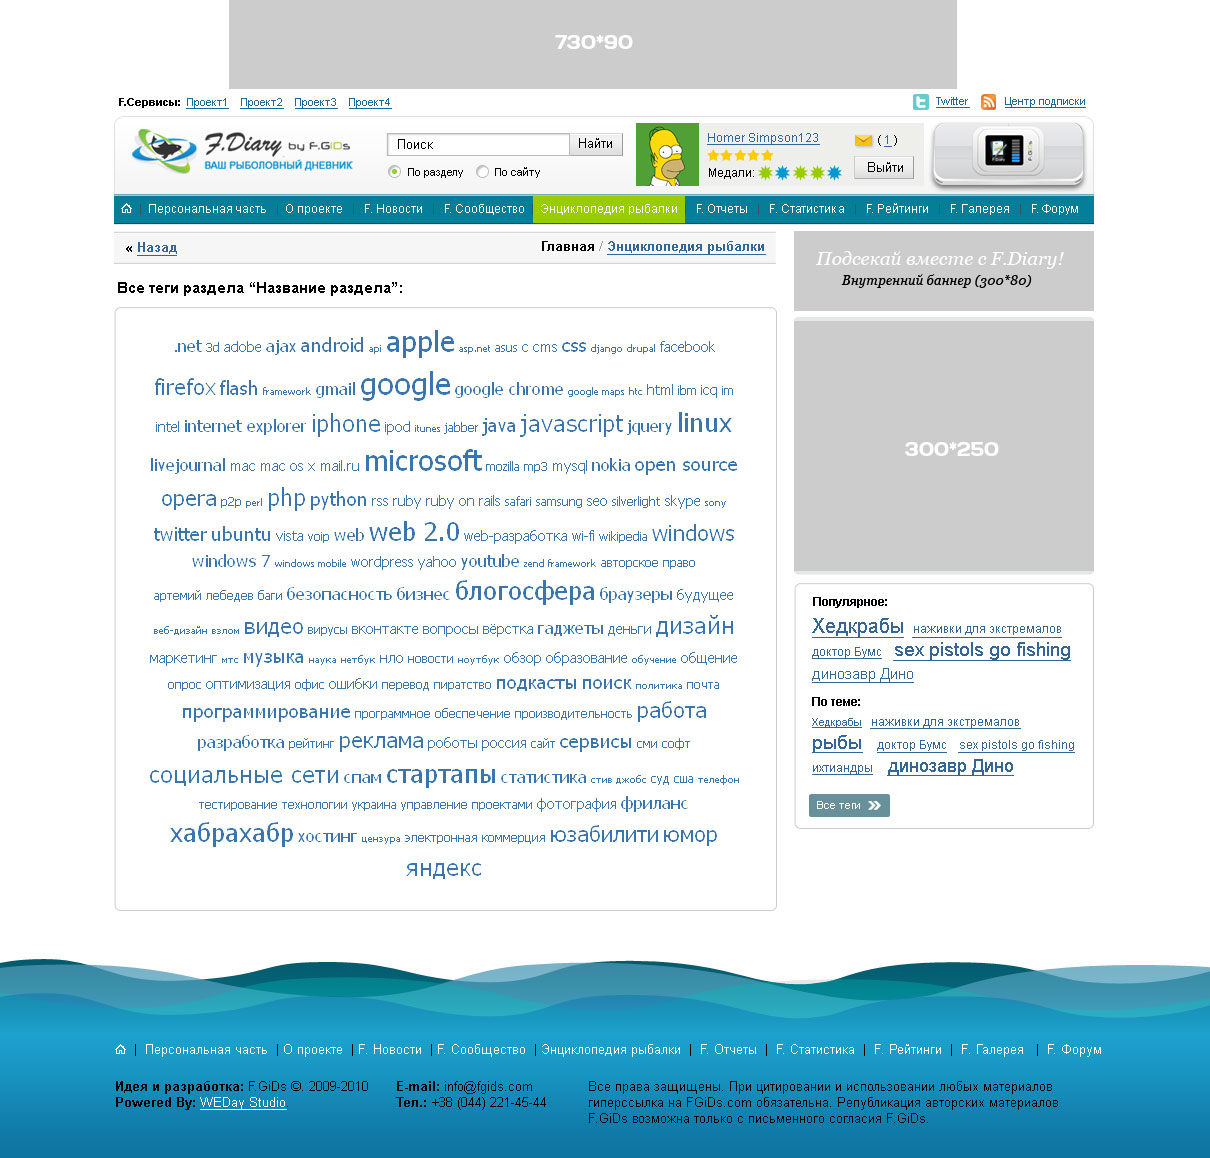 730*90
F.Сервисы: Проект1 Проект2 Проект3 Проект4 Twitter Центр подписки
F.Diary by F.GiDs
ВАШ РЫБОЛОВНЫЙ ДНЕВНИК
Поиск Найти
По разделу По сайту
Homer Simpson123 (1)
Медали: Выйти
Персональная часть О проекте F. Новости F. Сообщество Энциклопедия рыбалки F. Отчеты F. Статистика F. Рейтинги F. Галерея F. Форум
« Назад Главная / Энциклопедия рыбалки
Подсекай вместе с F.Diary!
Внутренний баннер (300*80)
Все теги раздела “Название раздела”:
.net 3d adobe ajax android api apple asp.net asus c cms css django drupal facebook
firefox flash framework gmail google google chrome google maps htc html ibm icq im
intel internet explorer iphone ipod itunes jabber java javascript jquery linux
livejournal mac mac os x mail.ru microsoft mozilla mp3 mysql nokia open source
opera p2p perl php python rss ruby ruby on rails safari samsung seo silverlight skype sony
twitter ubuntu vista voip web web 2.0 web-разработка wi-fi wikipedia windows
windows 7 windows mobile wordpress yahoo youtube zend framework авторское право
артемий лебедев баги безопасность бизнес блогосфера браузеры будущее
веб-дизайн взлом видео вирусы вконтакте вопросы вёрстка гаджеты деньги дизайн
маркетинг мтс музыка наука нетбук нло новости ноутбук обзор образование обучение общение
опрос оптимизация офис ошибки перевод пиратство подкасты поиск политика почта
программирование программное обеспечение производительность работа
разработка рейтинг реклама роботы россия сайт сервисы сми софт
социальные сети спам стартапы статистика стив джобс суд сша телефон
тестирование технологии украина управление проектами фотография фриланс
хабрахабр хостинг цензура электронная коммерция юзабилити юмор
яндекс
300*250
Популярное:
Хедкрабы наживки для экстремалов
доктор Бумс sex pistols go fishing
динозавр Дино
По теме:
Хедкрабы наживки для экстремалов
рыбы доктор Бумс sex pistols go fishing
ихтиандры динозавр Дино
Все теги
Персональная часть О проекте F. Новости F. Сообщество Энциклопедия рыбалки F. Отчеты F. Статистика F. Рейтинги F. Галерея F. Форум
Идея и разработка: F.GiDs ©. 2009-2010
Powered By: WEDay Studio
E-mail: info@fgids.com
Тел.: +38 (044) 221-45-44
Все права защищены. При цитировании и использовании любых материалов
гиперссылка на FGiDs.com обязательна. Републикация авторских материалов
F.GiDs возможна только с письменного согласия F.GiDs.